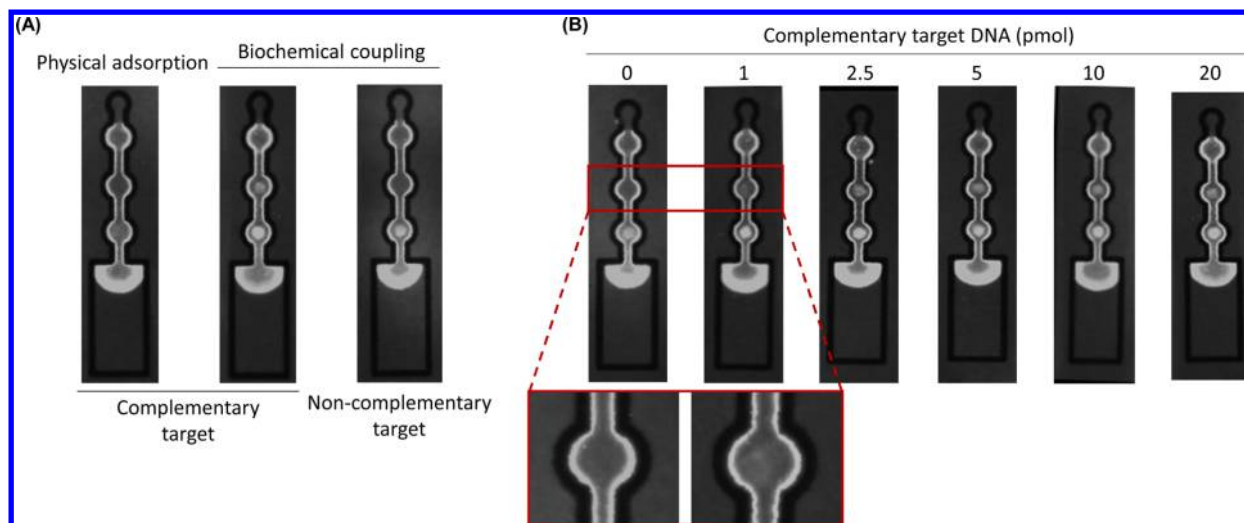 (A)
Biochemical coupling
Physical adsorption
Complementary
target
Non-complementary
target
(B)
Complementary target DNA (pmol)
0 1 2.5 5 10 20